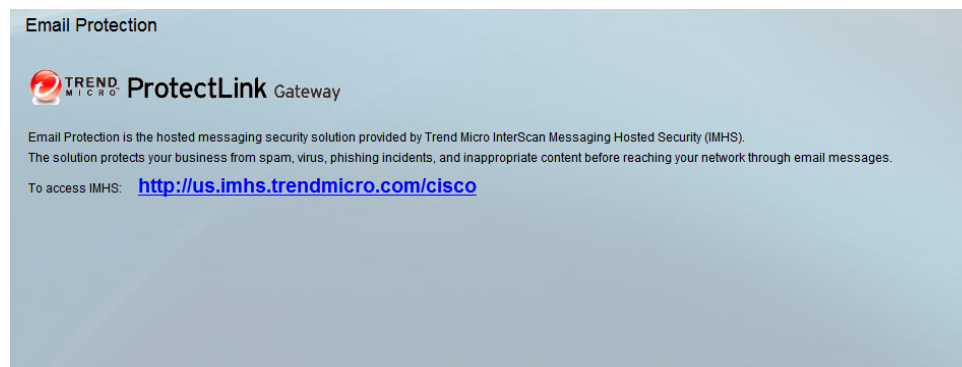 Email Protection
TREND MICRO ProtectLink Gateway
Email Protection is the hosted messaging security solution provided by Trend Micro InterScan Messaging Hosted Security (IMHS).
The solution protects your business from spam, virus, phishing incidents, and inappropriate content before reaching your network through email messages.
To access IMHS: http://us.imhs.trendmicro.com/cisco